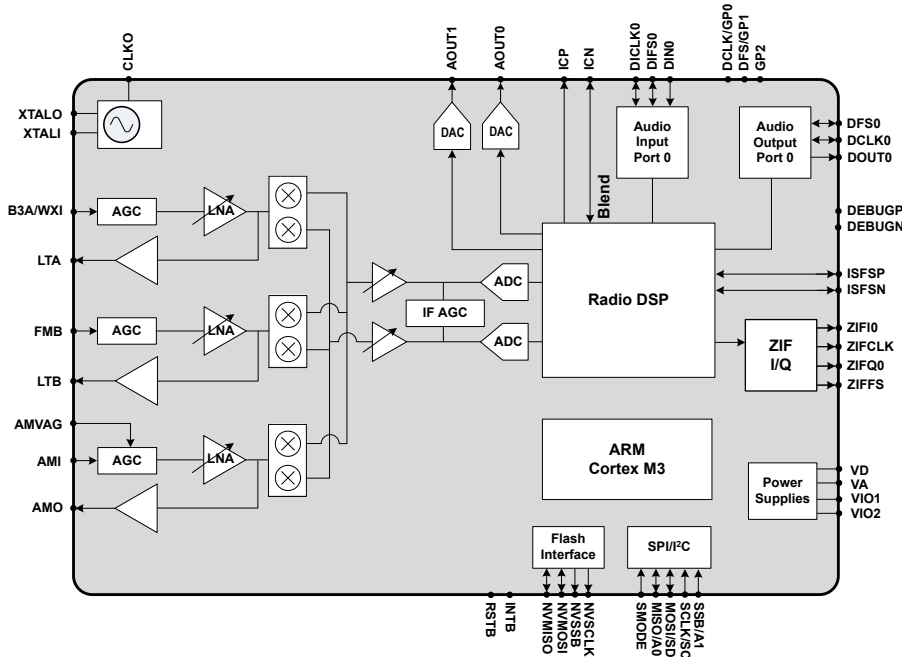 CLKO
AOUT1
AOUT0
ICP
ICN
DICLK0
DIFS0
DIN0
DCLK/GP0
DFS/GP1
GP2
XTALO
XTALI
DAC
DAC
Audio
Input
Port 0
Audio
Output
Port 0
DFS0
DCLK0
DOUT0
Blend
B3A/WXI
AGC
LNA
DEBUGP
DEBUGN
LTA
ADC
Radio DSP
ISFSP
ISFSN
IF AGC
FMB
AGC
LNA
ADC
ZIF
I/Q
ZIFI0
ZIFCLK
ZIFQ0
ZIFFS
LTB
AMVAG
AMI
AGC
LNA
ARM
Cortex M3
Power
Supplies
VD
VA
VIO1
VIO2
AMO
Flash
Interface
SPI/I²C
RSTB
INTB
NVMISO
NVMOSI
NVSSB
NVSCLK
SMODE
MISO/A0
MOSI/SD
SCLK/SC
SSB/A1